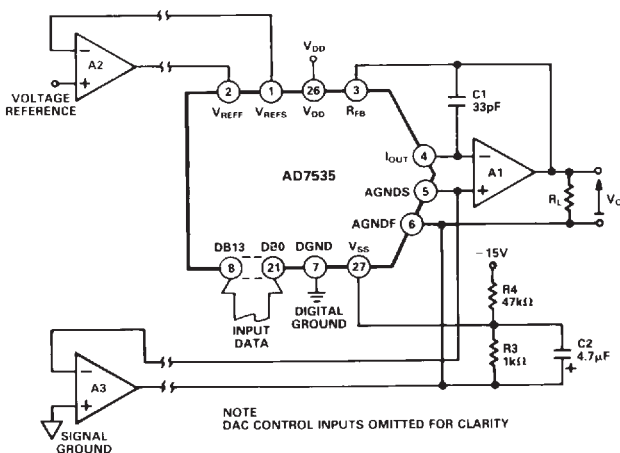 A2
VOLTAGE
REFERENCE
VDD
2
1
26
3
VREFF
VREFS
VDD
RFB
C1
33pF
AD7535
IOUT
4
A1
AGNDS
5
AGNDF
6
RL
VO
DB13
DB0
DGND
VSS
8
21
7
27
INPUT
DATA
DIGITAL
GROUND
−15V
R4
47kΩ
R3
1kΩ
C2
4.7μF
A3
SIGNAL
GROUND
NOTE
DAC CONTROL INPUTS OMITTED FOR CLARITY